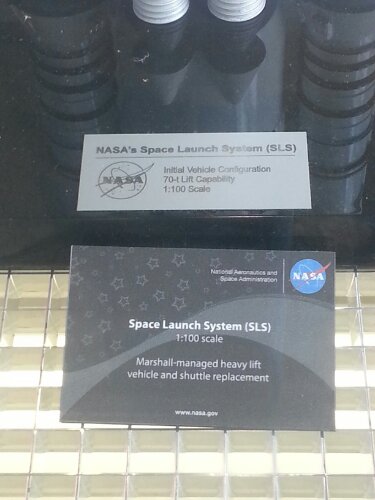 NASA's Space Launch System (SLS)
NASA
Initial Vehicle Configuration
70-t Lift Capability
1:100 Scale
National Aeronautics and
Space Administration
NASA
Space Launch System (SLS)
1:100 scale
Marshall-managed heavy lift
vehicle and shuttle replacement
www.nasa.gov